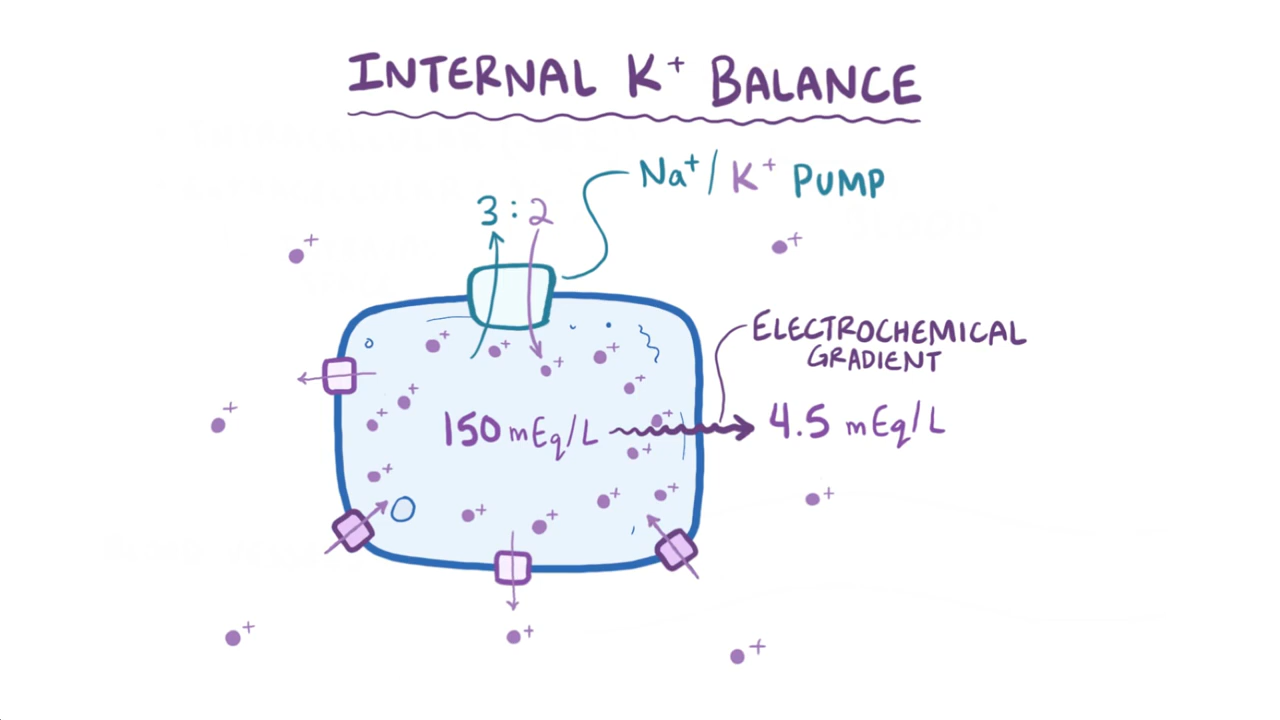 INTERNAL K+ BALANCE
Na+/K+ PUMP
3:2
ELECTROCHEMICAL
GRADIENT
150 mEq/L
4.5 mEq/L